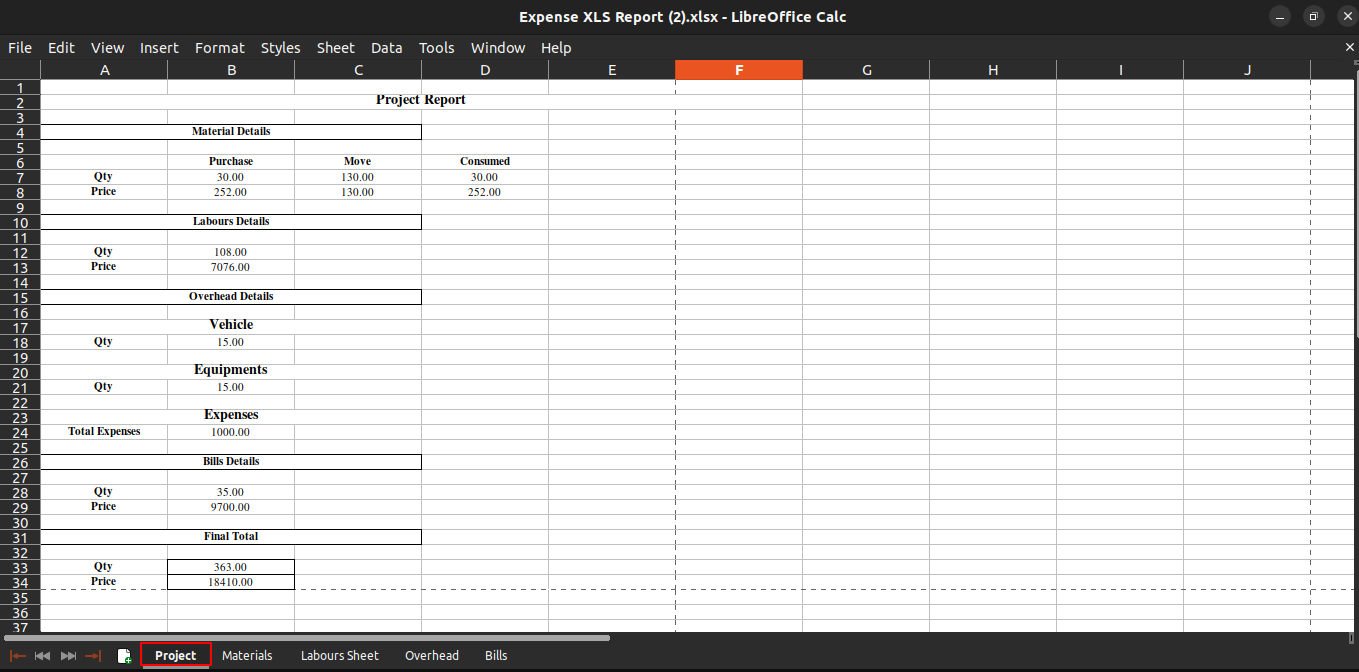 Expense XLS Report (2).xlsx - LibreOffice Calc
File Edit View Insert Format Styles Sheet Data Tools Window Help
A B C D E F G H I J
1
2 Project Report
3
4 Material Details
5
6 Purchase Move Consumed
7 Qty 30.00 130.00 30.00
8 Price 252.00 130.00 252.00
9
10 Labours Details
11
12 Qty 108.00
13 Price 7076.00
14
15 Overhead Details
16
17 Vehicle
18 Qty 15.00
19
20 Equipments
21 Qty 15.00
22
23 Expenses
24 Total Expenses 1000.00
25
26 Bills Details
27
28 Qty 35.00
29 Price 9700.00
30
31 Final Total
32
33 Qty 363.00
34 Price 18410.00
35
36
37
Project Materials Labours Sheet Overhead Bills